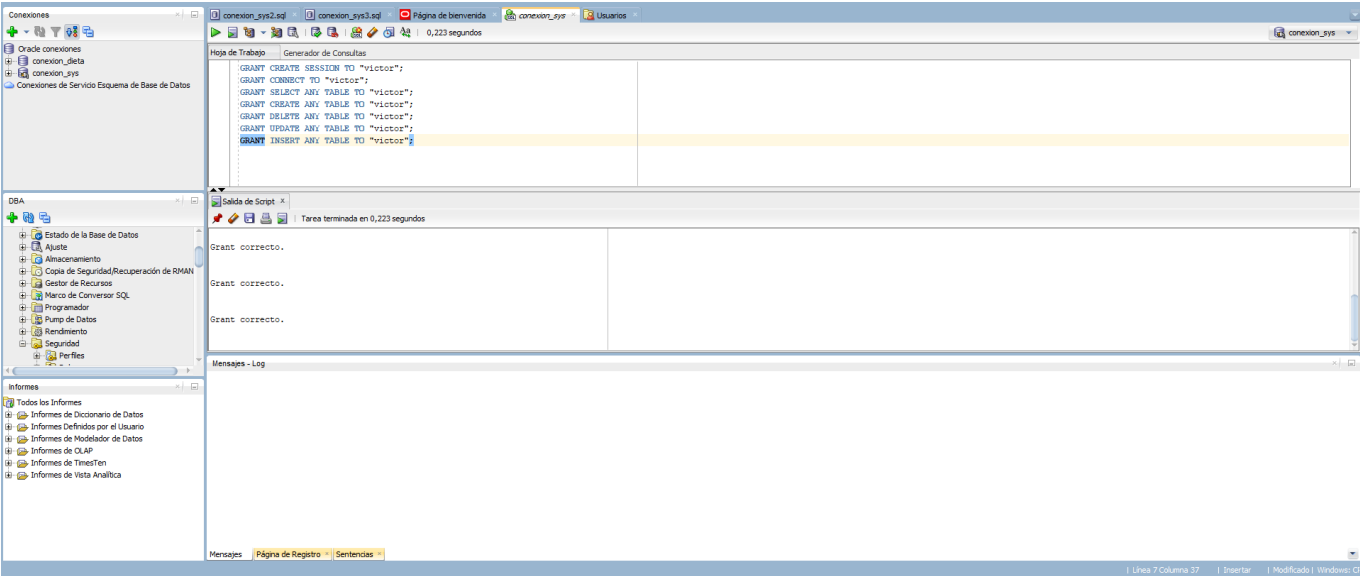 Conexiones
conexion_sys2.sql
conexion_sys3.sql
Página de bienvenida
conexion_sys
Usuarios
0,223 segundos
conexion_sys
Oracle conexiones
conexion_dieta
conexion_sys
Conexiones de Servicio Esquema de Base de Datos
Hoja de Trabajo Generador de Consultas
GRANT CREATE SESSION TO "victor";
GRANT CONNECT TO "victor";
GRANT SELECT ANY TABLE TO "victor";
GRANT CREATE ANY TABLE TO "victor";
GRANT DELETE ANY TABLE TO "victor";
GRANT UPDATE ANY TABLE TO "victor";
GRANT INSERT ANY TABLE TO "victor";
DBA
Estado de la Base de Datos
Ajuste
Almacenamiento
Copia de Seguridad/Recuperación de RMAN
Gestor de Recursos
Marco de Conversor SQL
Programador
Pump de Datos
Rendimiento
Seguridad
Perfiles
Salida de Script x
Tarea terminada en 0,223 segundos
Grant correcto.
Grant correcto.
Grant correcto.
Informes
Todos los Informes
Informes de Diccionario de Datos
Informes Definidos por el Usuario
Informes de Modelador de Datos
Informes de OLAP
Informes de TimesTen
Informes de Vista Analítica
Mensajes - Log
Mensajes Página de Registro Sentencias
Línea 7 Columna 37 | Insertar | Modificado | Windows: CR